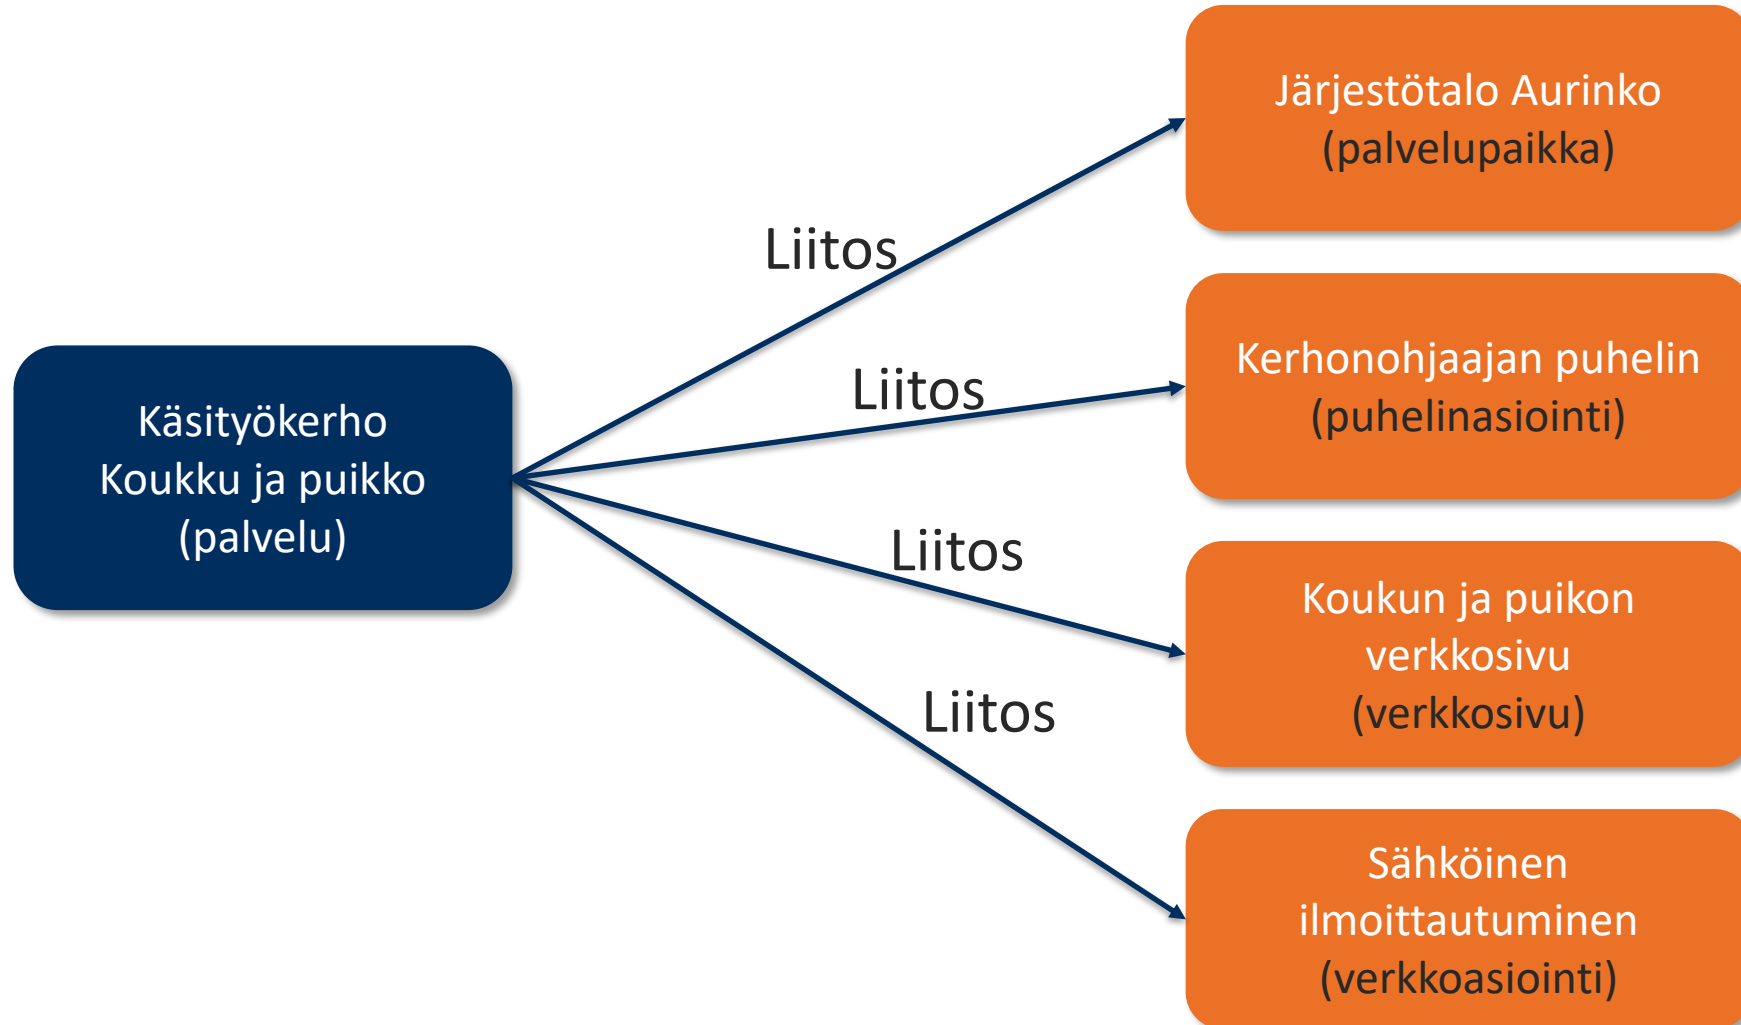 Järjestötalo Aurinko
(palvelupaikka)
Liitos
Kerhonohjaajan puhelin
(puhelinasiointi)
Liitos
Käsityökerho
Koukku ja puikko
(palvelu)
Liitos
Koukun ja puikon
verkkosivu
(verkkosivu)
Liitos
Sähköinen
ilmoittautuminen
(verkkoasiointi)